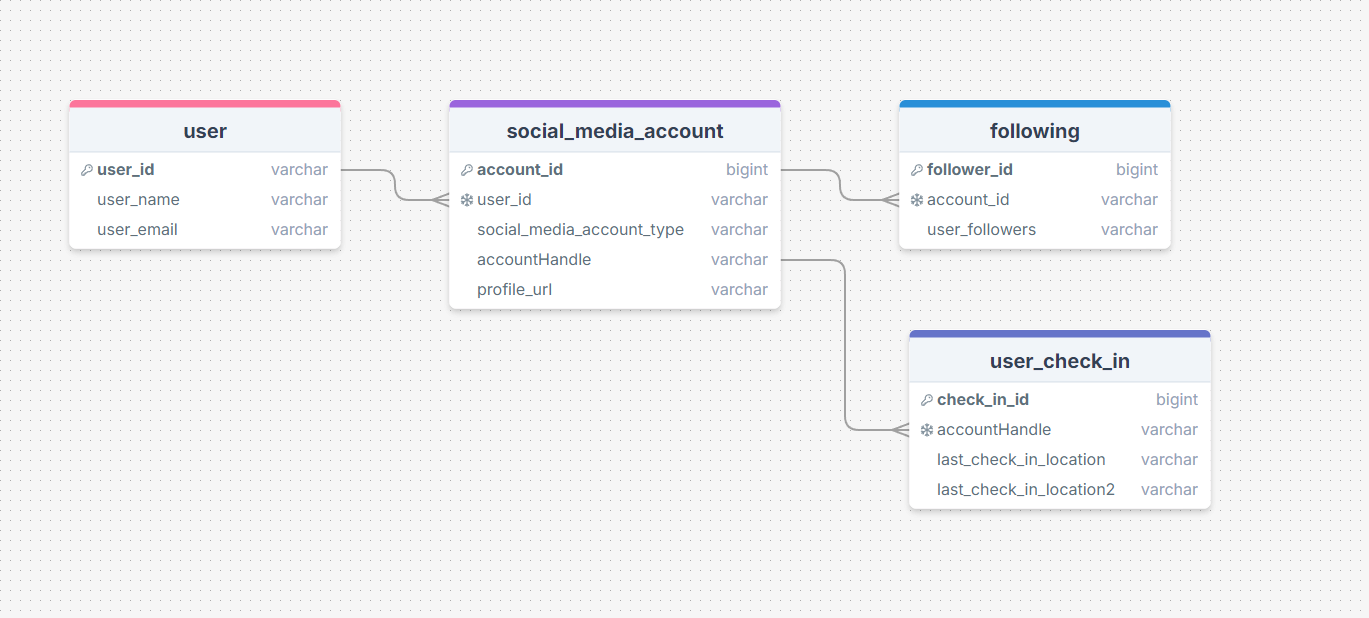 user
user_id varchar
user_name varchar
user_email varchar
social_media_account
account_id bigint
user_id varchar
social_media_account_type varchar
accountHandle varchar
profile_url varchar
following
follower_id bigint
account_id varchar
user_followers varchar
user_check_in
check_in_id bigint
accountHandle varchar
last_check_in_location varchar
last_check_in_location2 varchar